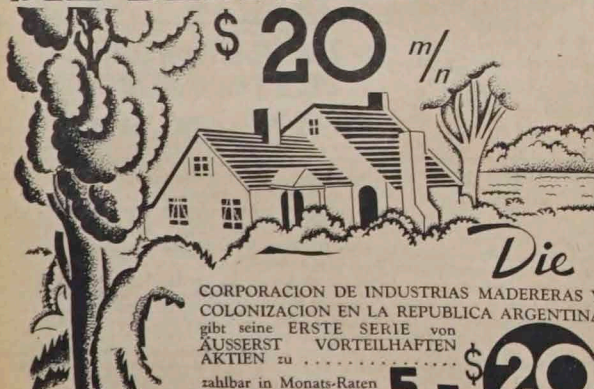 $ 20 m/n
Die
CORPORACION DE INDUSTRIAS MADERERAS Y
COLONIZACION EN LA REPUBLICA ARGENTINA
gibt seine ERSTE SERIE von
ÄUSSERST VORTEILHAFTEN
AKTIEN zu ..................
$ 20
zahlbar in Monats-Raten